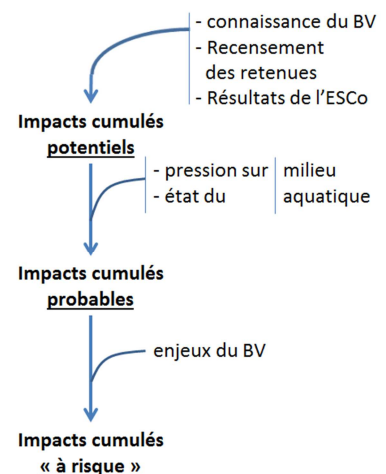 - connaissance du BV
- Recensement
des retenues
- Résultats de l'ESCo
Impacts cumulés
potentiels
- pression sur milieu
- état du aquatique
Impacts cumulés
probables
enjeux du BV
Impacts cumulés
« à risque »